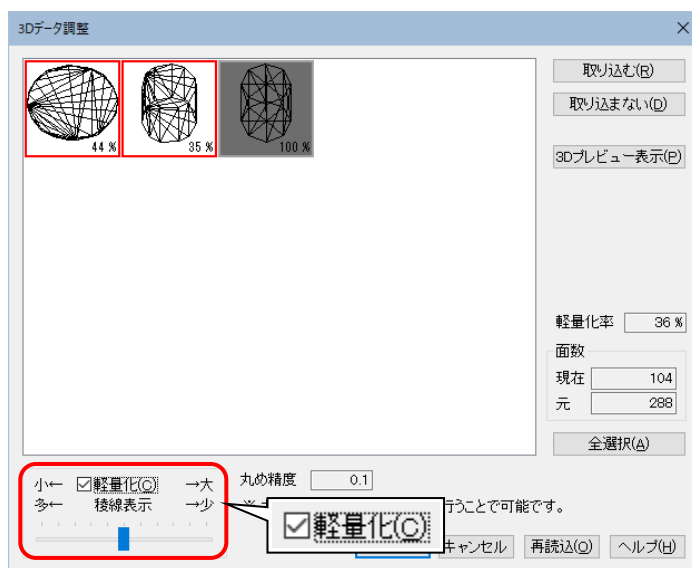 3Dデータ調整
44 %
35 %
100 %
取り込む(R)
取り込まない(D)
3Dプレビュー表示(P)
軽量化率 36 %
面数
現在 104
元 288
全選択(A)
小← 軽量化(C) →大
多← 稜線表示 →少
丸め精度 0.1
行うことで可能です。
軽量化(C)
キャンセル
再読込(O)
ヘルプ(H)